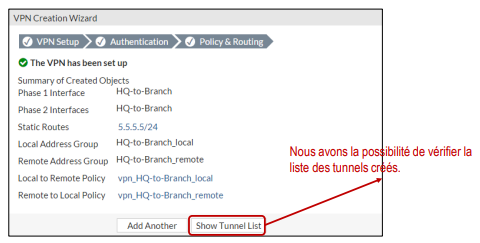 VPN Creation Wizard
VPN Setup
Authentication
Policy & Routing
The VPN has been set up
Summary of Created Objects
Phase 1 Interface HQ-to-Branch
Phase 2 Interfaces HQ-to-Branch
Static Routes 5.5.5.5/24
Local Address Group HQ-to-Branch_local
Remote Address Group HQ-to-Branch_remote
Local to Remote Policy vpn_HQ-to-Branch_local
Remote to Local Policy vpn_HQ-to-Branch_remote
Add Another
Show Tunnel List
Nous avons la possibilité de vérifier la
liste des tunnels créés.